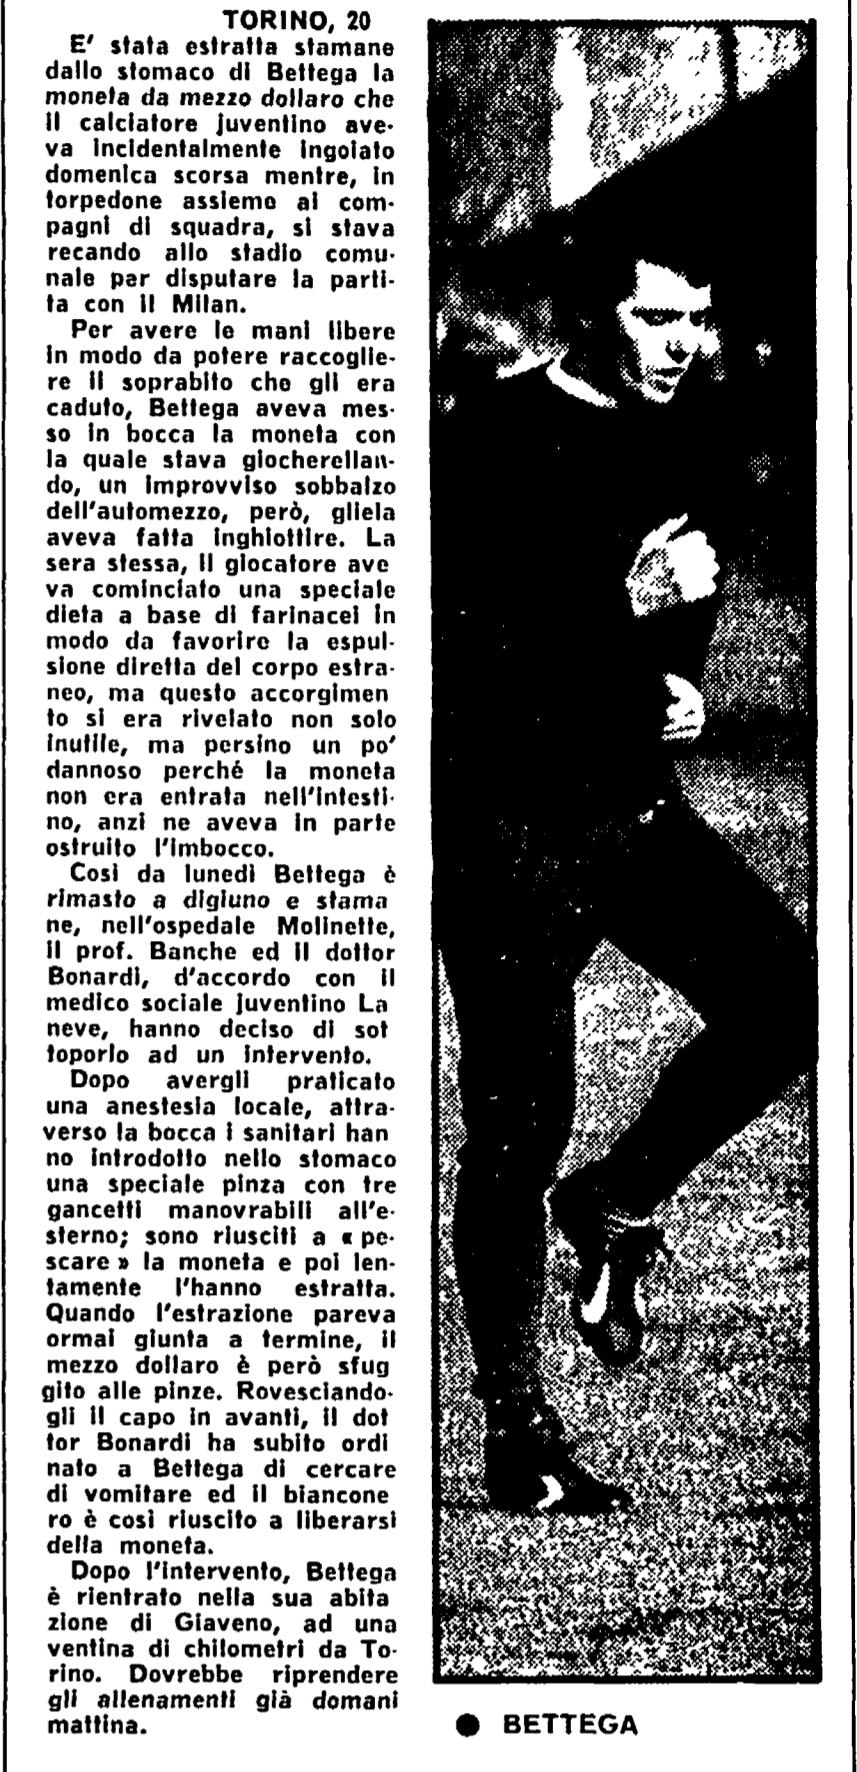 TORINO, 20
E' stata estratta stamane
dallo stomaco di Bettega la
moneta da mezzo dollaro che
il calciatore juventino ave-
va incidentalmente ingoiato
domenica scorsa mentre, in
torpedone assieme ai com-
pagni di squadra, si stava
recando allo stadio comu-
nale per disputare la parti-
ta con il Milan.
Per avere le mani libere
in modo da potere raccoglie-
re il soprabito che gli era
caduto, Bettega aveva mes-
so in bocca la moneta con
la quale stava giocherellan-
do, un improvviso sobbalzo
dell'automezzo, però, gliela
aveva fatta inghiottire. La
sera stessa, il giocatore ave
va cominciato una speciale
dieta a base di farinacei in
modo da favorire la espul-
sione diretta del corpo estra-
neo, ma questo accorgimen
to si era rivelato non solo
inutile, ma persino un po'
dannoso perché la moneta
non era entrata nell'intesti-
no, anzi ne aveva in parte
ostruito l'imbocco.
Così da lunedì Bettega è
rimasto a digiuno e stama
ne, nell'ospedale Molinette,
il prof. Banche ed il dottor
Bonardi, d'accordo con il
medico sociale juventino La
neve, hanno deciso di sot
toporlo ad un intervento.
Dopo avergli praticato
una anestesia locale, attra-
verso la bocca i sanitari han
no introdotto nello stomaco
una speciale pinza con tre
gancetti manovrabili all'e-
sterno; sono riusciti a « pe-
scare » la moneta e poi len-
tamente l'hanno estratta.
Quando l'estrazione pareva
ormai giunta a termine, il
mezzo dollaro è però sfug
gito alle pinze. Rovesciando-
gli il capo in avanti, il dot
tor Bonardi ha subito ordi
nato a Bettega di cercare
di vomitare ed il biancone
ro è così riuscito a liberarsi
della moneta.
Dopo l'intervento, Bettega
è rientrato nella sua abita
zione di Giaveno, ad una
ventina di chilometri da To-
rino. Dovrebbe riprendere
gli allenamenti già domani
mattina.
● BETTEGA